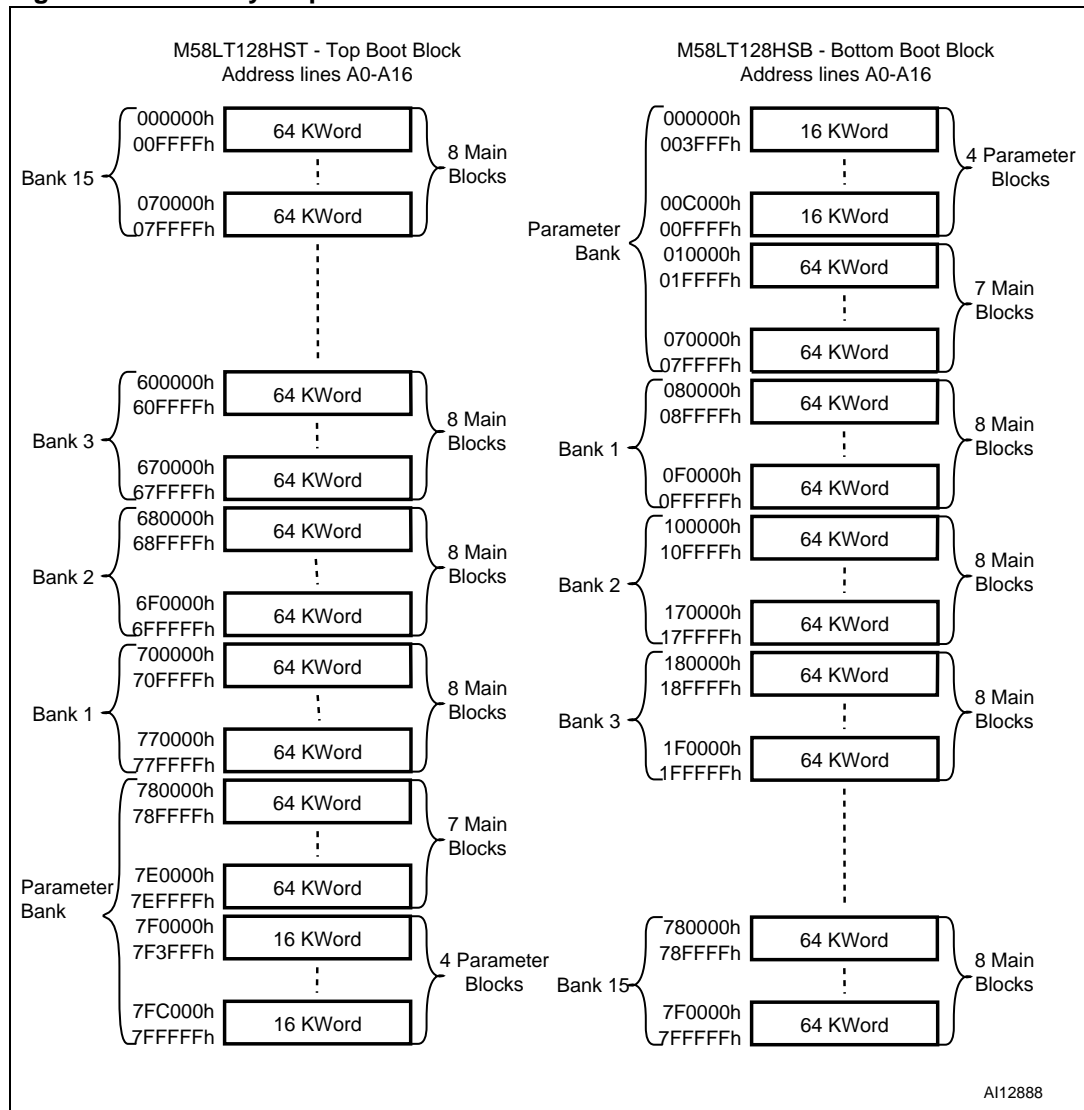 M58LT128HST - Top Boot Block
Address lines A0-A16
Bank 15
000000h
00FFFFh
64 KWord
070000h
07FFFFh
64 KWord
8 Main
Blocks
Bank 3
600000h
60FFFFh
64 KWord
670000h
67FFFFh
64 KWord
8 Main
Blocks
Bank 2
680000h
68FFFFh
64 KWord
6F0000h
6FFFFFh
64 KWord
8 Main
Blocks
Bank 1
700000h
70FFFFh
64 KWord
770000h
77FFFFh
64 KWord
8 Main
Blocks
Parameter
Bank
780000h
78FFFFh
64 KWord
7E0000h
7EFFFFh
64 KWord
7 Main
Blocks
7F0000h
7F3FFFh
16 KWord
7FC000h
7FFFFFh
16 KWord
4 Parameter
Blocks
M58LT128HSB - Bottom Boot Block
Address lines A0-A16
Parameter
Bank
000000h
003FFFh
16 KWord
00C000h
00FFFFh
16 KWord
4 Parameter
Blocks
010000h
01FFFFh
64 KWord
070000h
07FFFFh
64 KWord
7 Main
Blocks
Bank 1
080000h
08FFFFh
64 KWord
0F0000h
0FFFFFh
64 KWord
8 Main
Blocks
Bank 2
100000h
10FFFFh
64 KWord
170000h
17FFFFh
64 KWord
8 Main
Blocks
Bank 3
180000h
18FFFFh
64 KWord
1F0000h
1FFFFFh
64 KWord
8 Main
Blocks
Bank 15
780000h
78FFFFh
64 KWord
7F0000h
7FFFFFh
64 KWord
8 Main
Blocks
AI12888